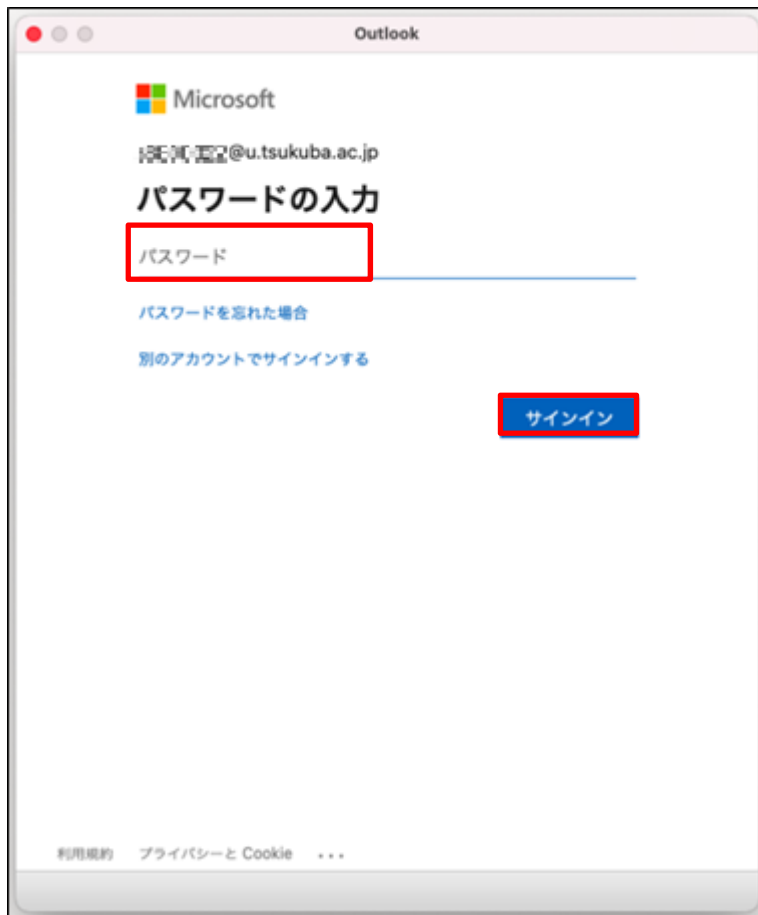 Outlook
Microsoft
@u.tsukuba.ac.jp
パスワードの入力
パスワード
パスワードを忘れた場合
別のアカウントでサインインする
サインイン
利用規約 プライバシーと Cookie ...